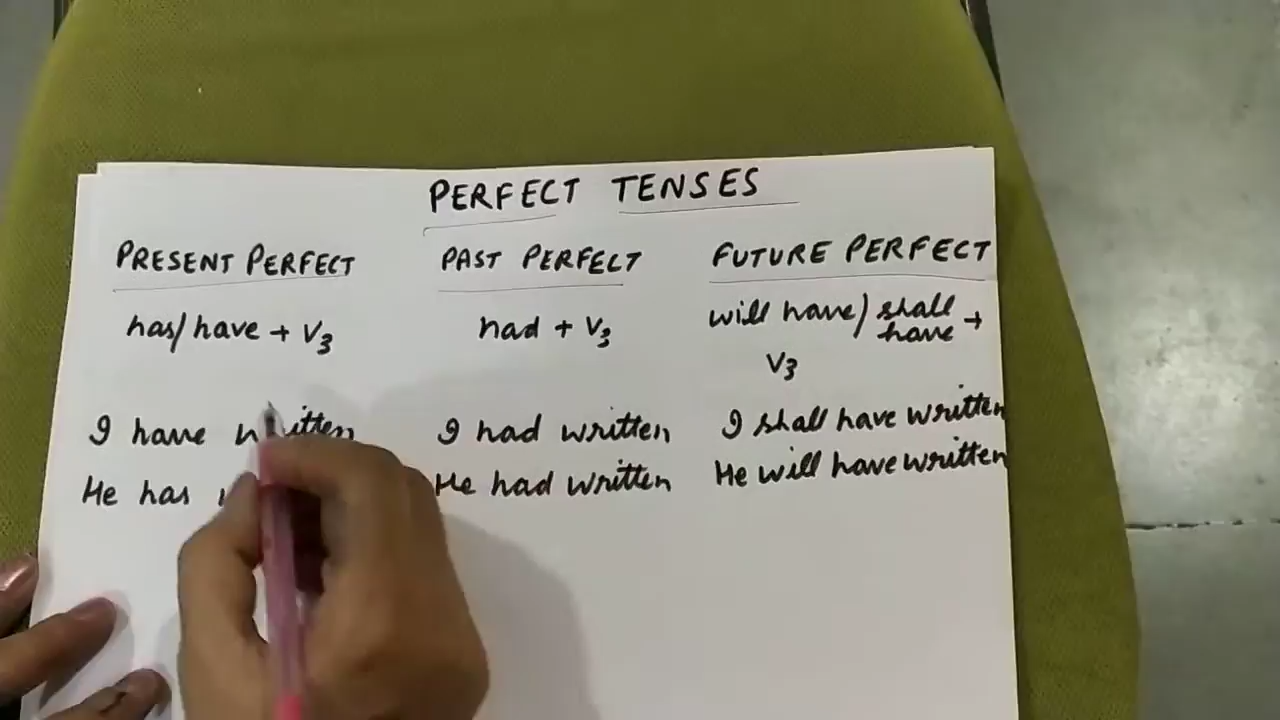 PERFECT TENSES
PRESENT PERFECT
has/have + V3
I have written
He has
PAST PERFECT
had + V3
I had written
He had written
FUTURE PERFECT
will have/shall have +
V3
I shall have written
He will have written